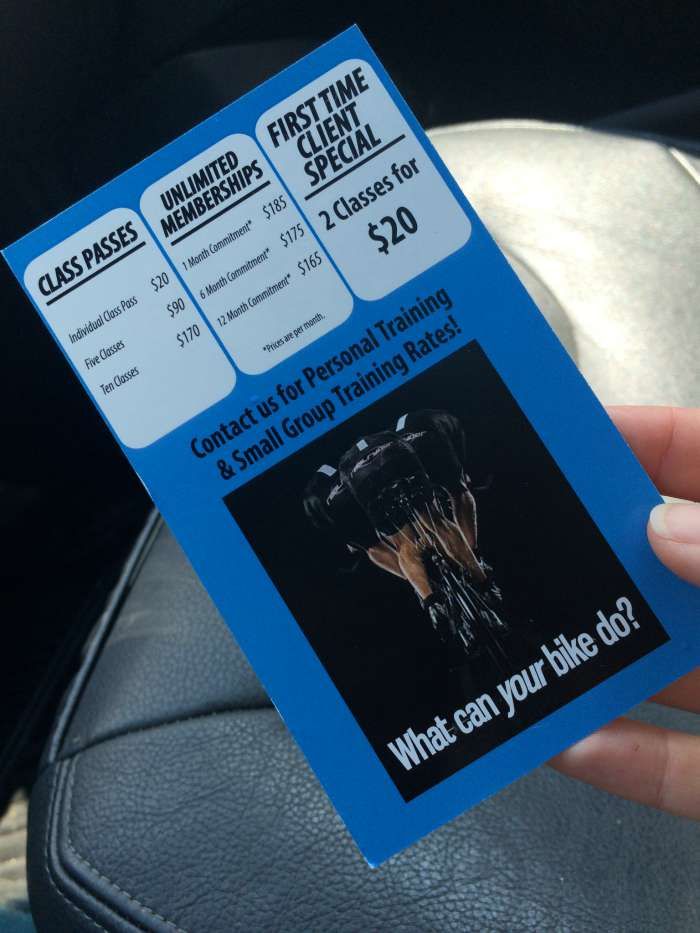 CLASS PASSES
Individual Class Pass $20
Five Classes $90
Ten Classes $170
UNLIMITED
MEMBERSHIPS
1 Month Commitment* $185
6 Month Commitment* $175
12 Month Commitment* $165
*Prices are per month.
FIRST TIME
CLIENT
SPECIAL
2 Classes for
$20
Contact us for Personal Training
& Small Group Training Rates!
What can your bike do?